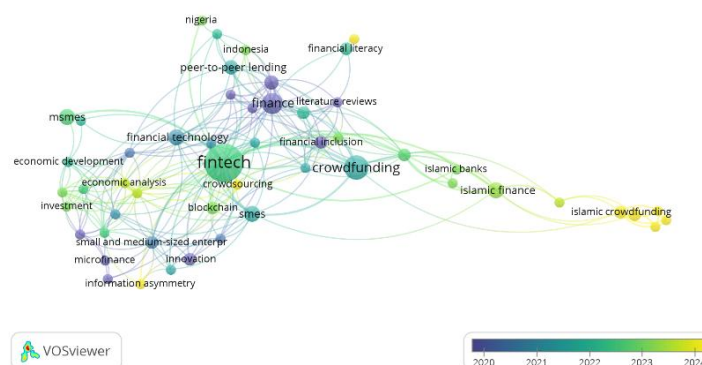 nigeria
indonesia
financial literacy
peer-to-peer lending
finance
literature reviews
msmes
financial technology
financial inclusion
fintech
crowdfunding
economic development
islamic banks
economic analysis
crowdsourcing
islamic finance
investment
blockchain
smes
islamic crowdfunding
small and medium-sized enterpr
microfinance
innovation
information asymmetry
VOSviewer
2020 2021 2022 2023 2024